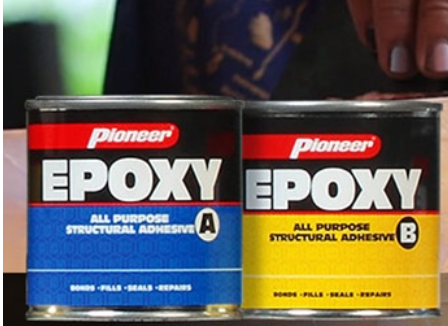 Pioneer
EPOXY
ALL PURPOSE
STRUCTURAL ADHESIVE A
BONDS - FILLS - SEALS - REPAIRS
Pioneer
EPOXY
ALL PURPOSE
STRUCTURAL ADHESIVE B
BONDS - FILLS - SEALS - REPAIRS